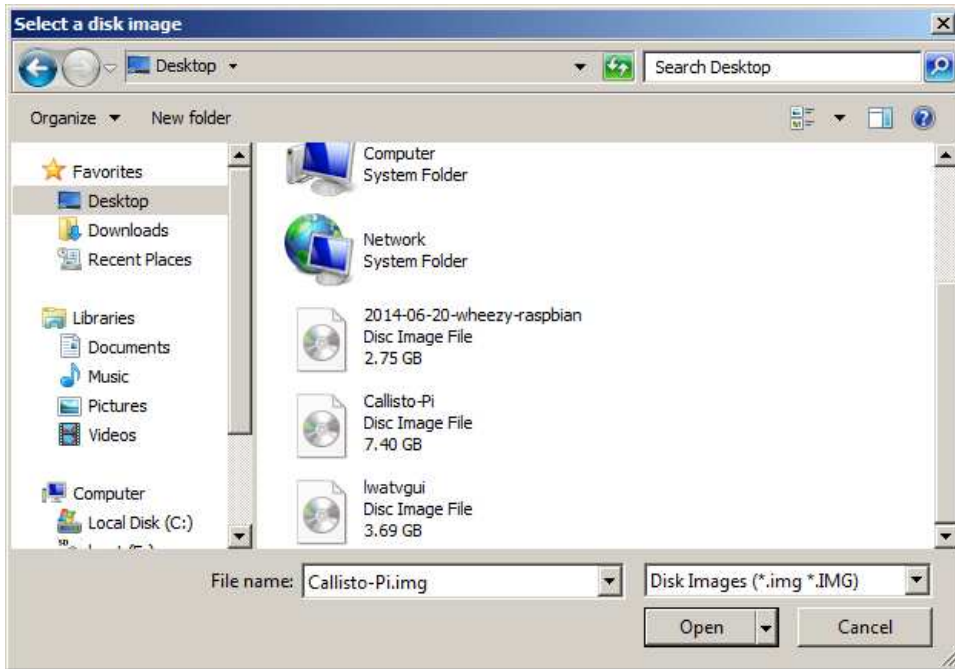 Select a disk image
Desktop
Search Desktop
Organize
New folder
Favorites
Desktop
Downloads
Recent Places
Libraries
Documents
Music
Pictures
Videos
Computer
Local Disk (C:)
Computer
System Folder
Network
System Folder
2014-06-20-wheezy-raspbian
Disc Image File
2.75 GB
Callisto-Pi
Disc Image File
7.40 GB
lwatvgui
Disc Image File
3.69 GB
File name: Callisto-Pi.img
Disk Images (*.img *.IMG)
Open
Cancel